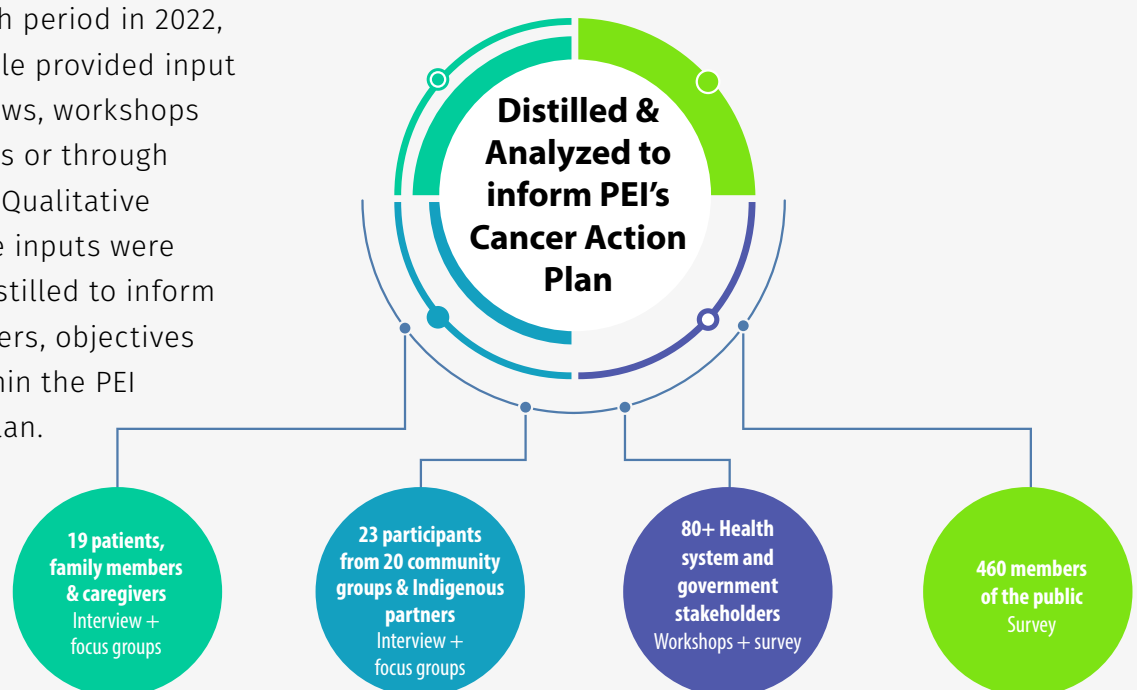 h period in 2022,
le provided input
ws, workshops
s or through
Qualitative
e inputs were
stilled to inform
ers, objectives
hin the PEI
lan.
Distilled &
Analyzed to
inform PEI's
Cancer Action
Plan
19 patients,
family members
& caregivers
Interview +
focus groups
23 participants
from 20 community
groups & Indigenous
partners
Interview +
focus groups
80+ Health
system and
government
stakeholders
Workshops + survey
460 members
of the public
Survey